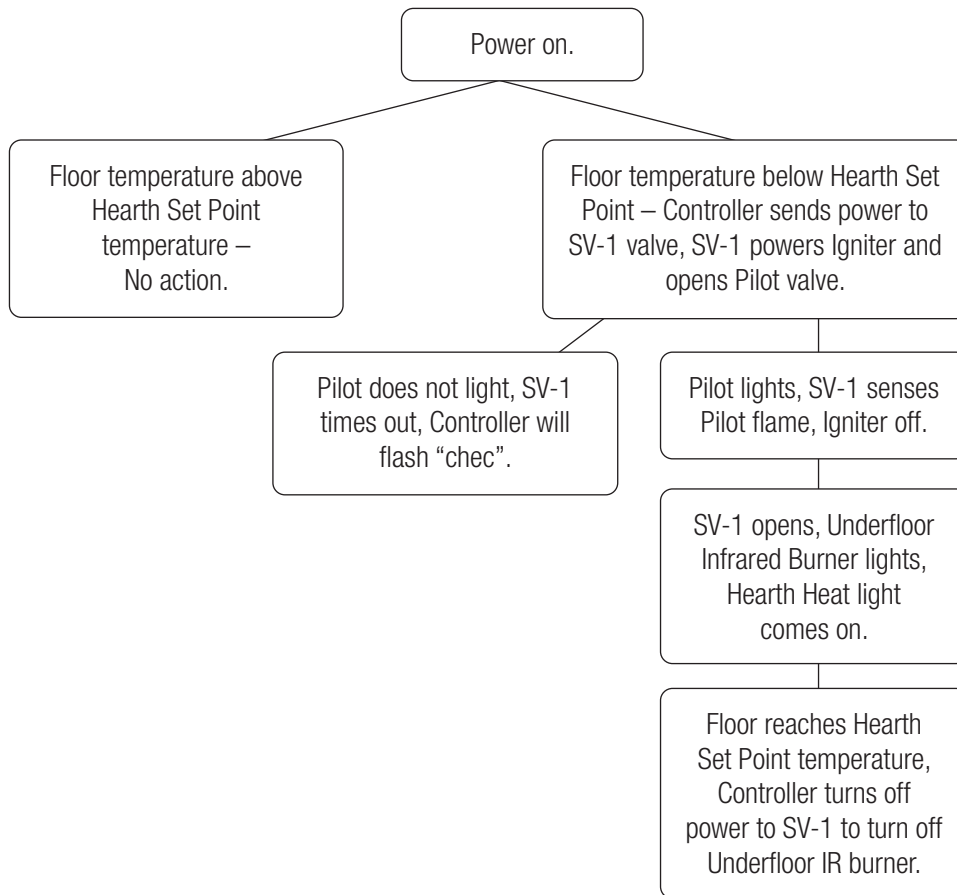 Power on.
Floor temperature above
Hearth Set Point
temperature –
No action.
Floor temperature below Hearth Set
Point – Controller sends power to
SV-1 valve, SV-1 powers Igniter and
opens Pilot valve.
Pilot does not light, SV-1
times out, Controller will
flash “chec”.
Pilot lights, SV-1 senses
Pilot flame, Igniter off.
SV-1 opens, Underfloor
Infrared Burner lights,
Hearth Heat light
comes on.
Floor reaches Hearth
Set Point temperature,
Controller turns off
power to SV-1 to turn off
Underfloor IR burner.